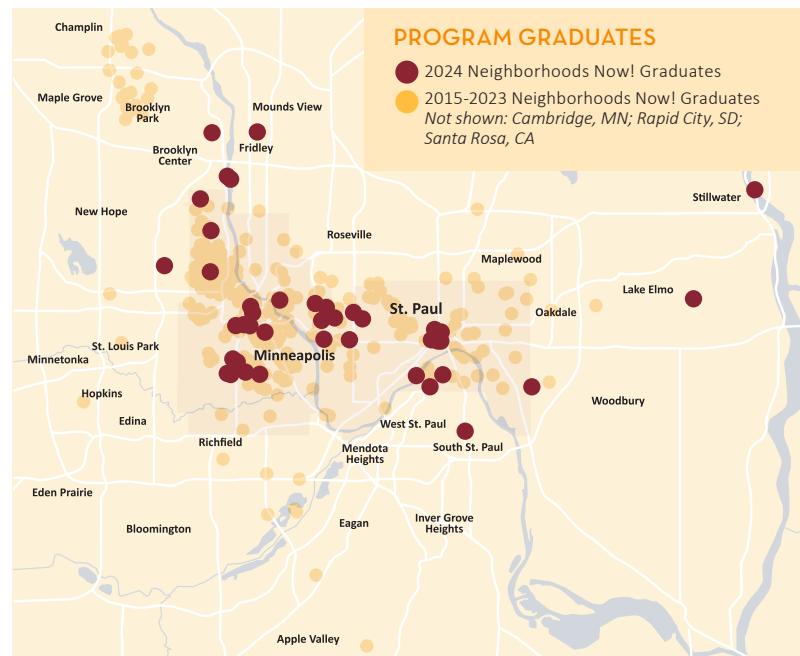 PROGRAM GRADUATES
2024 Neighborhoods Now! Graduates
2015-2023 Neighborhoods Now! Graduates
Not shown: Cambridge, MN; Rapid City, SD;
Santa Rosa, CA
Champlin
Maple Grove
Brooklyn
Park
Mounds View
Brooklyn
Center
Fridley
Stillwater
New Hope
Roseville
Maplewood
Lake Elmo
St. Paul
Oakdale
St. Louis Park
Minneapolis
Minnetonka
Hopkins
Woodbury
Edina
West St. Paul
Richfield
South St. Paul
Mendota
Heights
Eden Prairie
Bloomington
Eagan
Inver Grove
Heights
Apple Valley